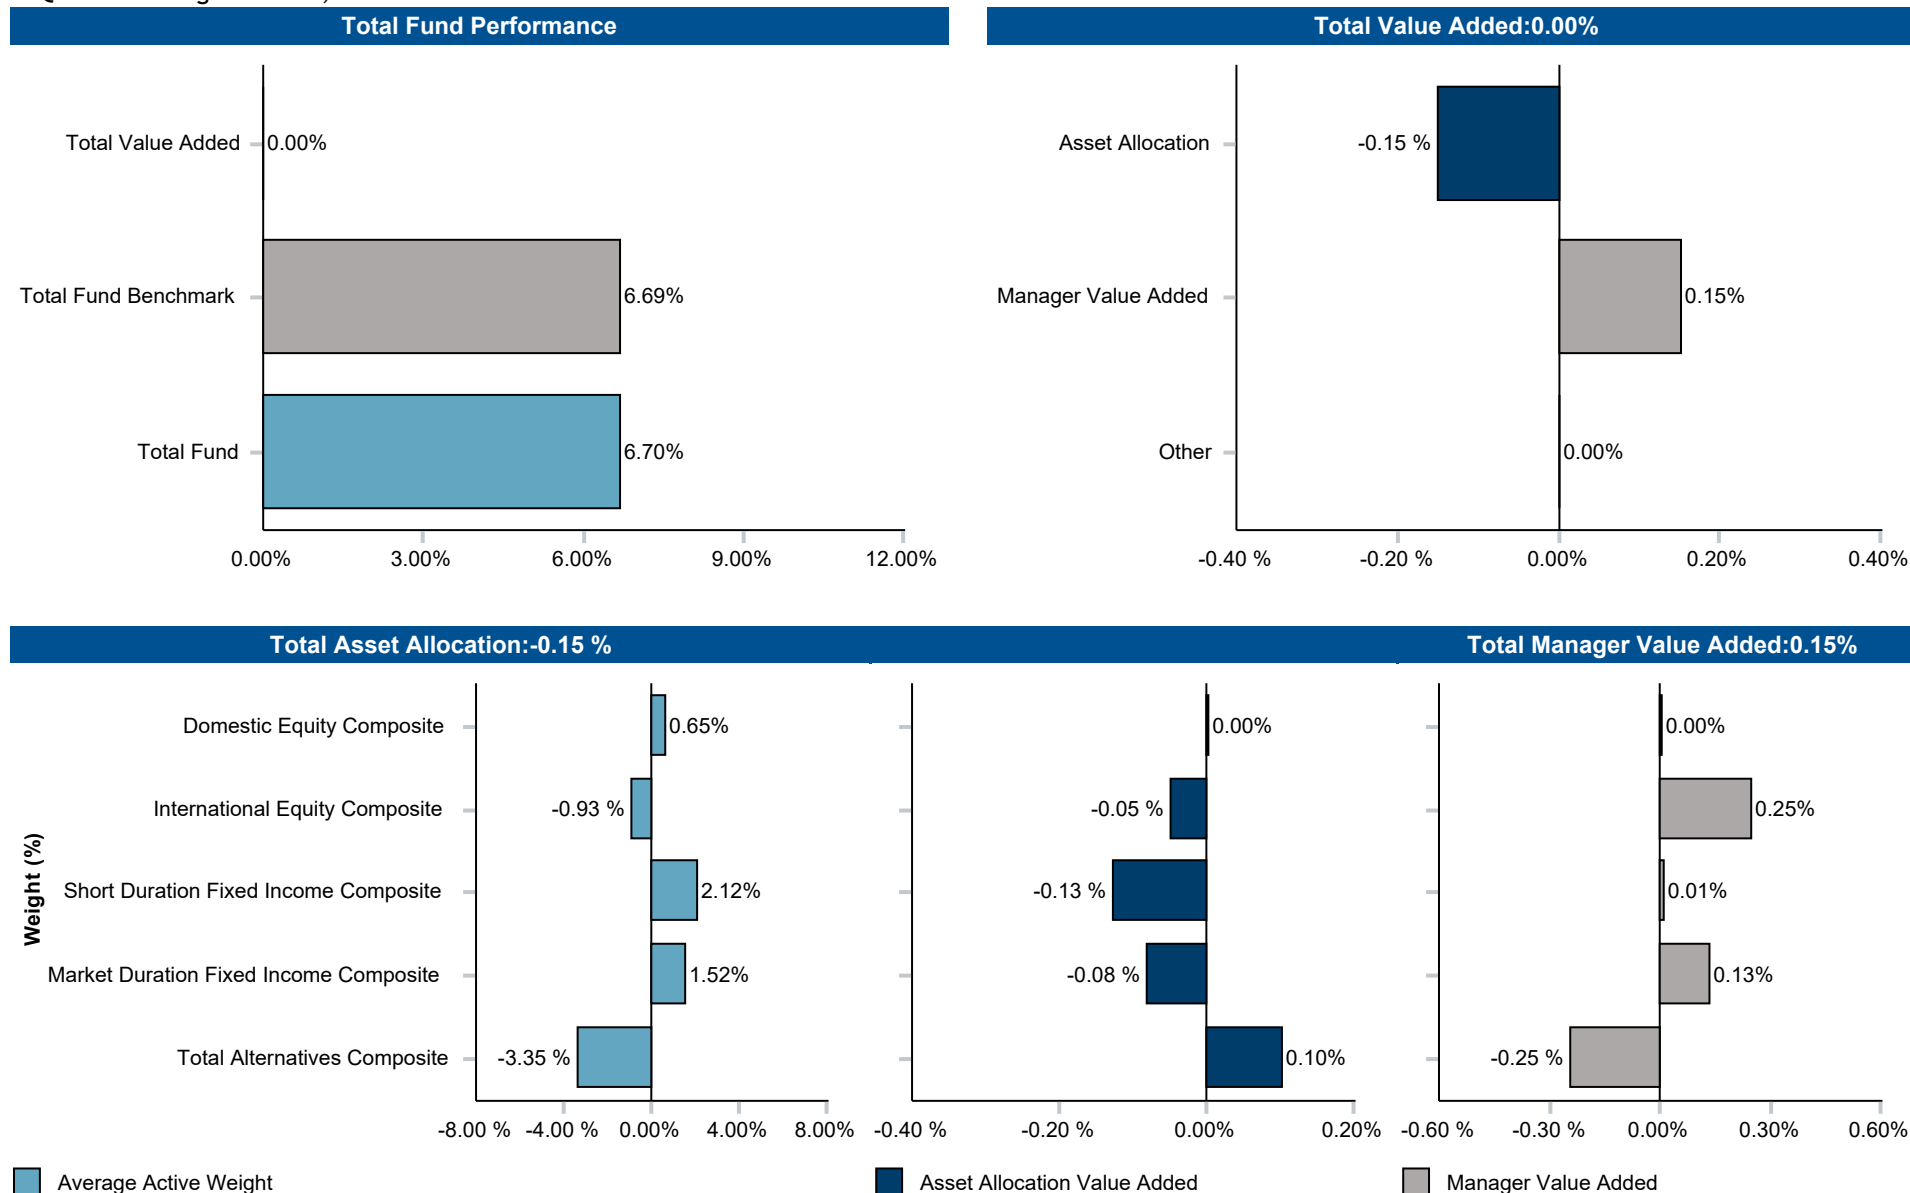 Total Fund Performance
Total Value Added 0.00%
Total Fund Benchmark 6.69%
Total Fund 6.70%
0.00% 3.00% 6.00% 9.00% 12.00%
Total Value Added:0.00%
Asset Allocation -0.15 %
Manager Value Added 0.15%
Other 0.00%
-0.40 % -0.20 % 0.00% 0.20% 0.40%
Total Asset Allocation:-0.15 % Total Manager Value Added:0.15%
Weight (%)
Domestic Equity Composite 0.65% 0.00% 0.00%
International Equity Composite -0.93 % -0.05 % 0.25%
Short Duration Fixed Income Composite 2.12% -0.13 % 0.01%
Market Duration Fixed Income Composite 1.52% -0.08 % 0.13%
Total Alternatives Composite -3.35 % 0.10% -0.25 %
-8.00 % -4.00 % 0.00% 4.00% 8.00% -0.40 % -0.20 % 0.00% 0.20% -0.60 % -0.30 % 0.00% 0.30% 0.60%
Average Active Weight Asset Allocation Value Added Manager Value Added